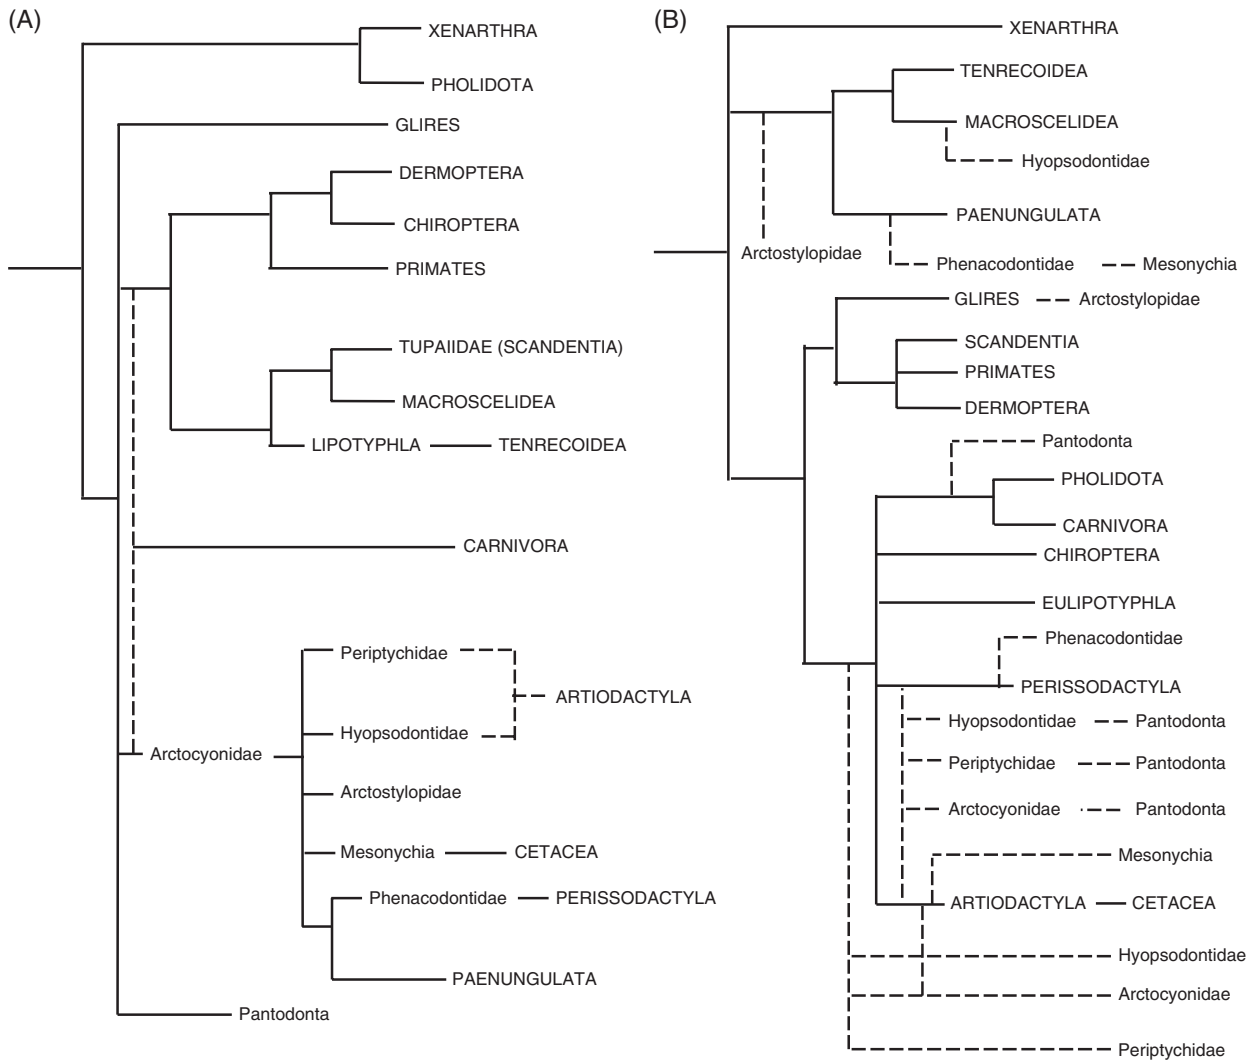 (A)
XENARTHRA
PHOLIDOTA
GLIRES
DERMOPTERA
CHIROPTERA
PRIMATES
TUPAIIDAE (SCANDENTIA)
MACROSCELIDEA
LIPOTYPHLA TENRECOIDEA
CARNIVORA
Periptychidae
ARTIODACTYLA
Hyopsodontidae
Arctocyonidae
Arctostylopidae
Mesonychia CETACEA
Phenacodontidae PERISSODACTYLA
PAENUNGULATA
Pantodonta
(B)
XENARTHRA
TENRECOIDEA
MACROSCELIDEA
Hyopsodontidae
PAENUNGULATA
Arctostylopidae
Phenacodontidae Mesonychia
GLIRES Arctostylopidae
SCANDENTIA
PRIMATES
DERMOPTERA
Pantodonta
PHOLIDOTA
CARNIVORA
CHIROPTERA
EULIPOTYPHLA
Phenacodontidae
PERISSODACTYLA
Hyopsodontidae Pantodonta
Periptychidae Pantodonta
Arctocyonidae Pantodonta
Mesonychia
ARTIODACTYLA CETACEA
Hyopsodontidae
Arctocyonidae
Periptychidae